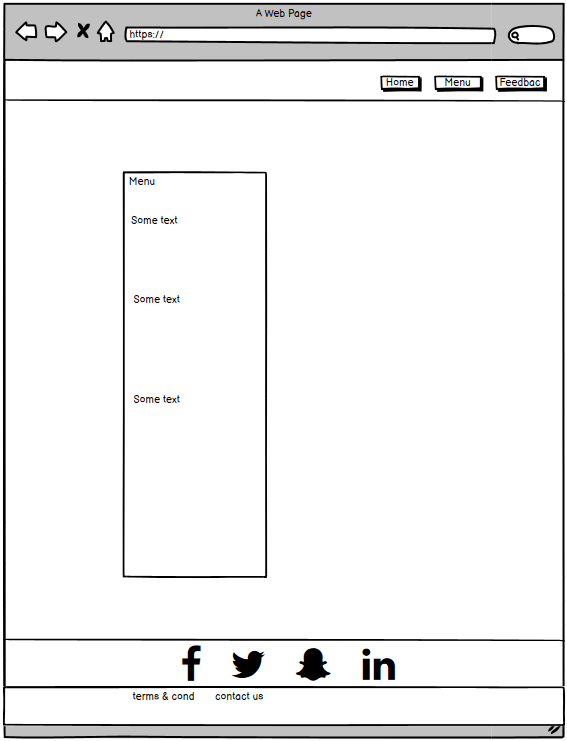 A Web Page
https://
Home Menu Feedbac
Menu
Some text
Some text
Some text
terms & cond contact us